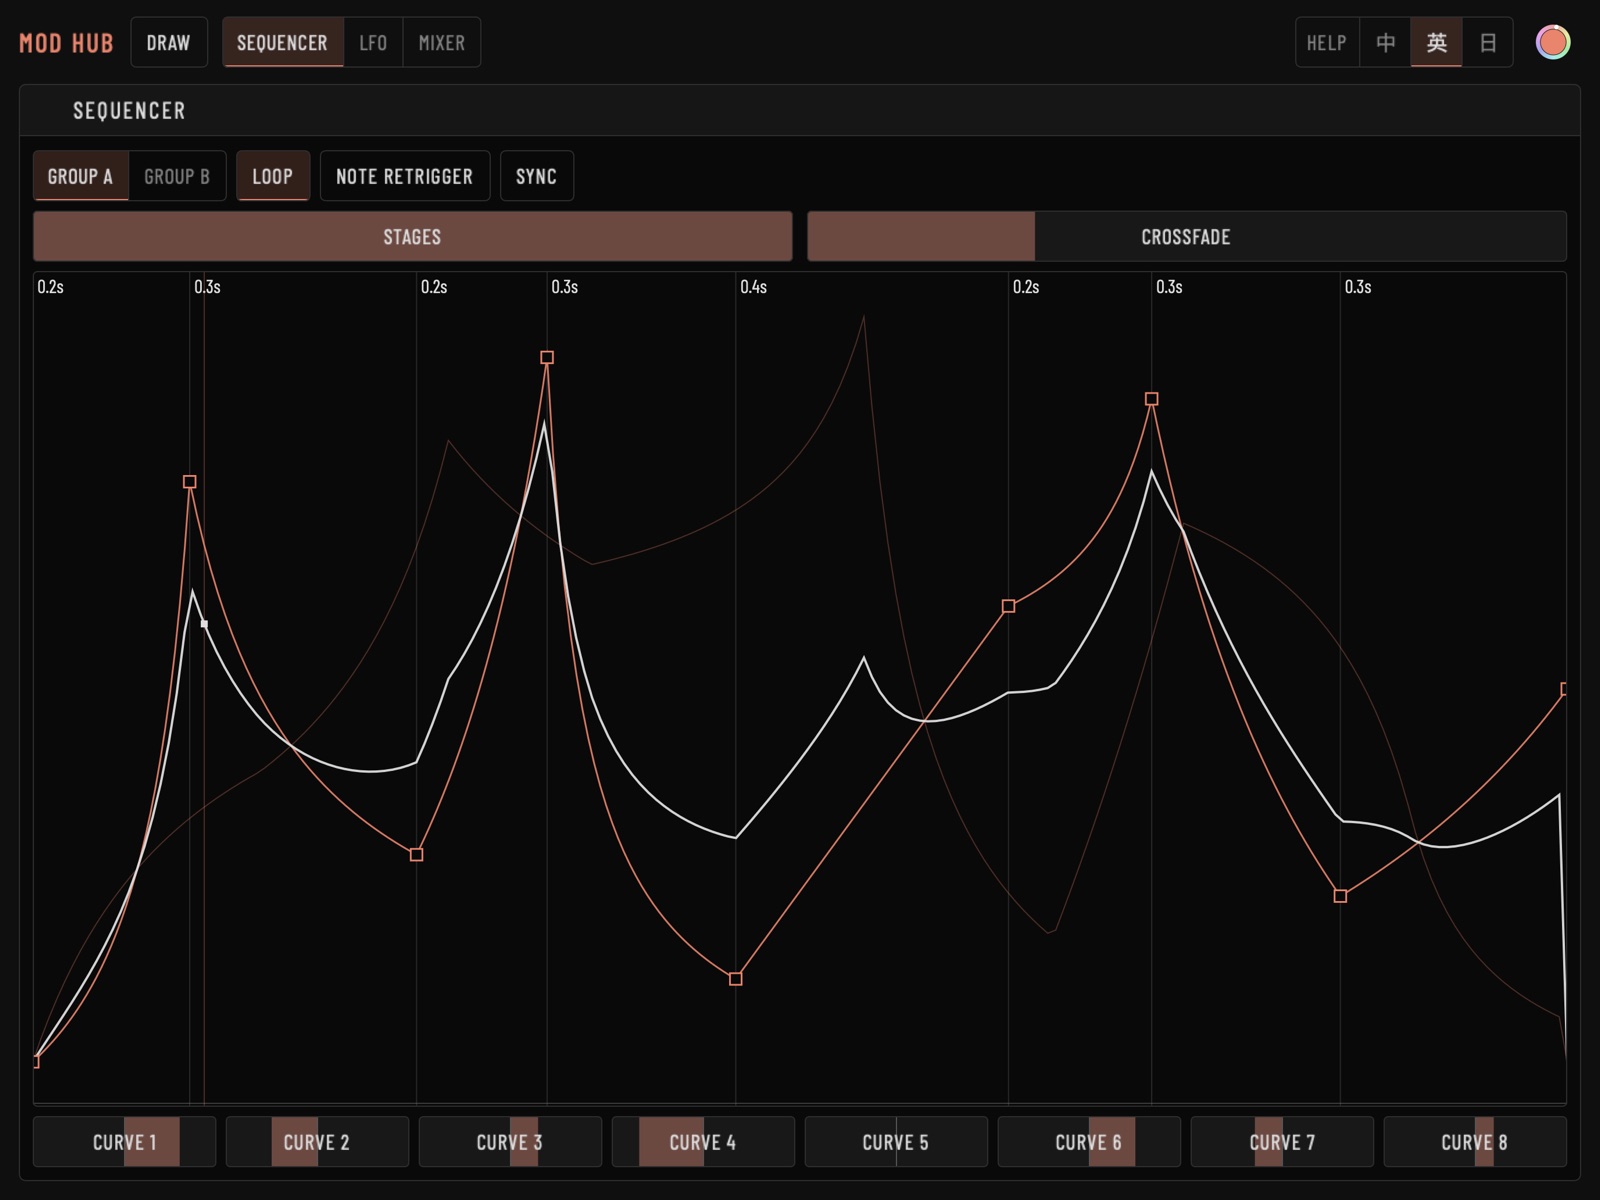 MOD HUB DRAW SEQUENCER LFO MIXER HELP 中 英 日
SEQUENCER
GROUP A GROUP B LOOP NOTE RETRIGGER SYNC
STAGES CROSSFADE
0.2s 0.3s 0.2s 0.3s 0.4s 0.2s 0.3s 0.3s
CURVE 1 CURVE 2 CURVE 3 CURVE 4 CURVE 5 CURVE 6 CURVE 7 CURVE 8